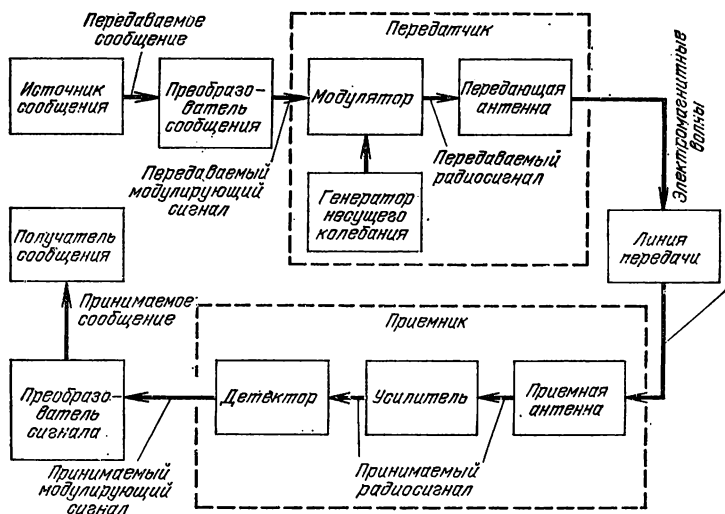 Передаваемое
сообщение
Источник
сообщения
Преобразо-
ватель
сообщения
Передаваемый
модулирующий
сигнал
Передатчик
Модулятор
Передающая
антенна
Передаваемый
радиосигнал
Генератор
несущего
колебания
Электромагнитные
волны
Линия
передачи
Получатель
сообщения
Принимаемое
сообщение
Приемник
Преобразо-
ватель
сигнала
Детектор
Усилитель
Приемная
антенна
Принимаемый
модулирующий
сигнал
Принимаемый
радиосигнал